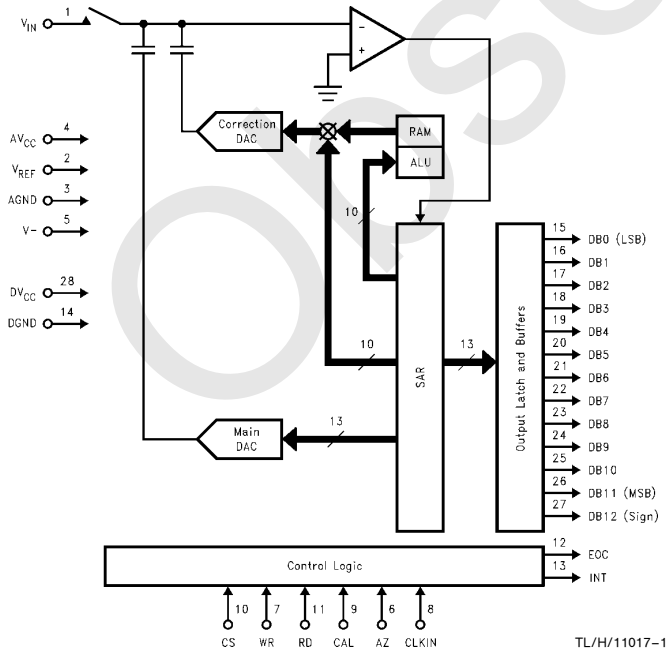 V_IN 1
- +
Correction DAC
RAM
ALU
4 AV_CC
2 V_REF
3 AGND
5 V-
28 DV_CC
14 DGND
10
10
13
13
Main DAC
SAR
Output Latch and Buffers
15 DB0 (LSB)
16 DB1
17 DB2
18 DB3
19 DB4
20 DB5
21 DB6
22 DB7
23 DB8
24 DB9
25 DB10
26 DB11 (MSB)
27 DB12 (Sign)
Control Logic
12 EOC
13 INT
10 7 11 9 6 8
CS WR RD CAL AZ CLKIN
TL/H/11017-1